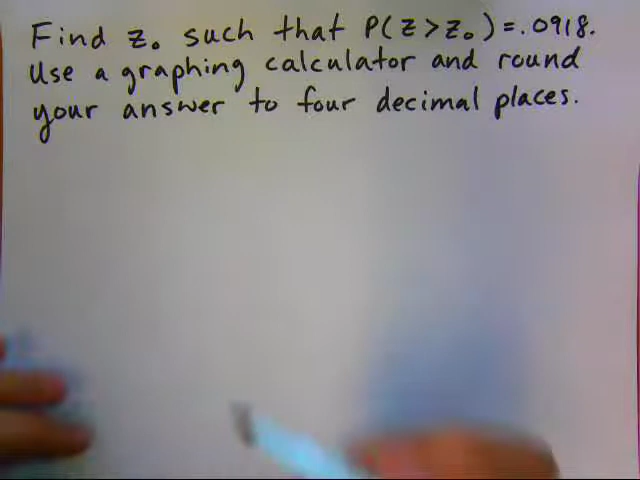 Find z₀ such that P(Z>z₀)=.0918.
Use a graphing calculator and round
your answer to four decimal places.